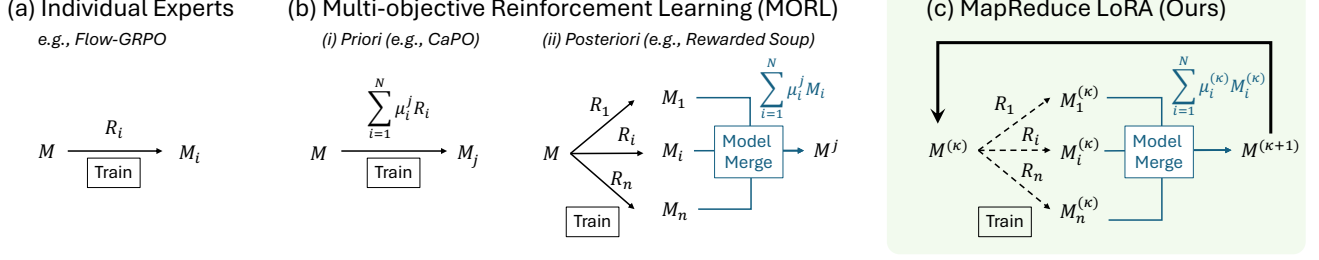 (a) Individual Experts
e.g., Flow-GRPO
R_i
M
M_i
Train
(b) Multi-objective Reinforcement Learning (MORL)
(i) Priori (e.g., CaPO)
∑_{i=1}^{N} μ_i^j R_i
M
M_j
Train
(ii) Posteriori (e.g., Rewarded Soup)
∑_{i=1}^{N} μ_i^j M_i
R_1
M_1
M
R_i
M_i
Model
Merge
M^j
R_n
M_n
Train
(c) MapReduce LoRA (Ours)
∑_{i=1}^{N} μ_i^{(κ)} M_i^{(κ)}
R_1
M_1^{(κ)}
M^{(κ)}
R_i
M_i^{(κ)}
Model
Merge
M^{(κ+1)}
R_n
M_n^{(κ)}
Train